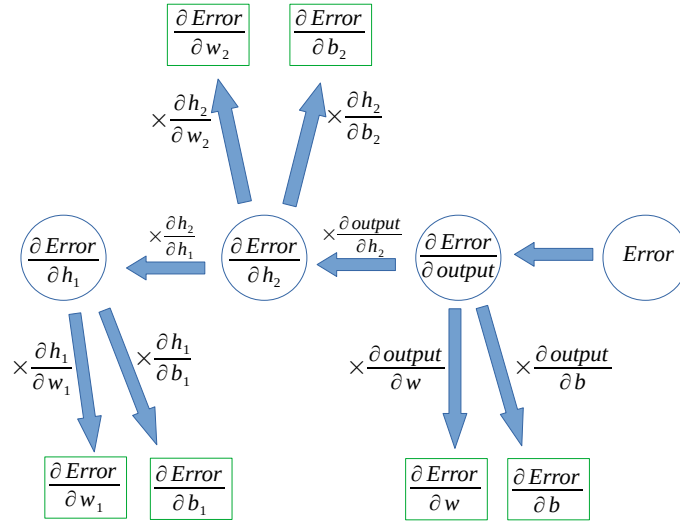 ∂ Error / ∂ w₂
∂ Error / ∂ b₂
× ∂ h₂ / ∂ w₂
× ∂ h₂ / ∂ b₂
∂ Error / ∂ h₁
× ∂ h₂ / ∂ h₁
∂ Error / ∂ h₂
× ∂ output / ∂ h₂
∂ Error / ∂ output
Error
× ∂ h₁ / ∂ w₁
× ∂ h₁ / ∂ b₁
× ∂ output / ∂ w
× ∂ output / ∂ b
∂ Error / ∂ w₁
∂ Error / ∂ b₁
∂ Error / ∂ w
∂ Error / ∂ b